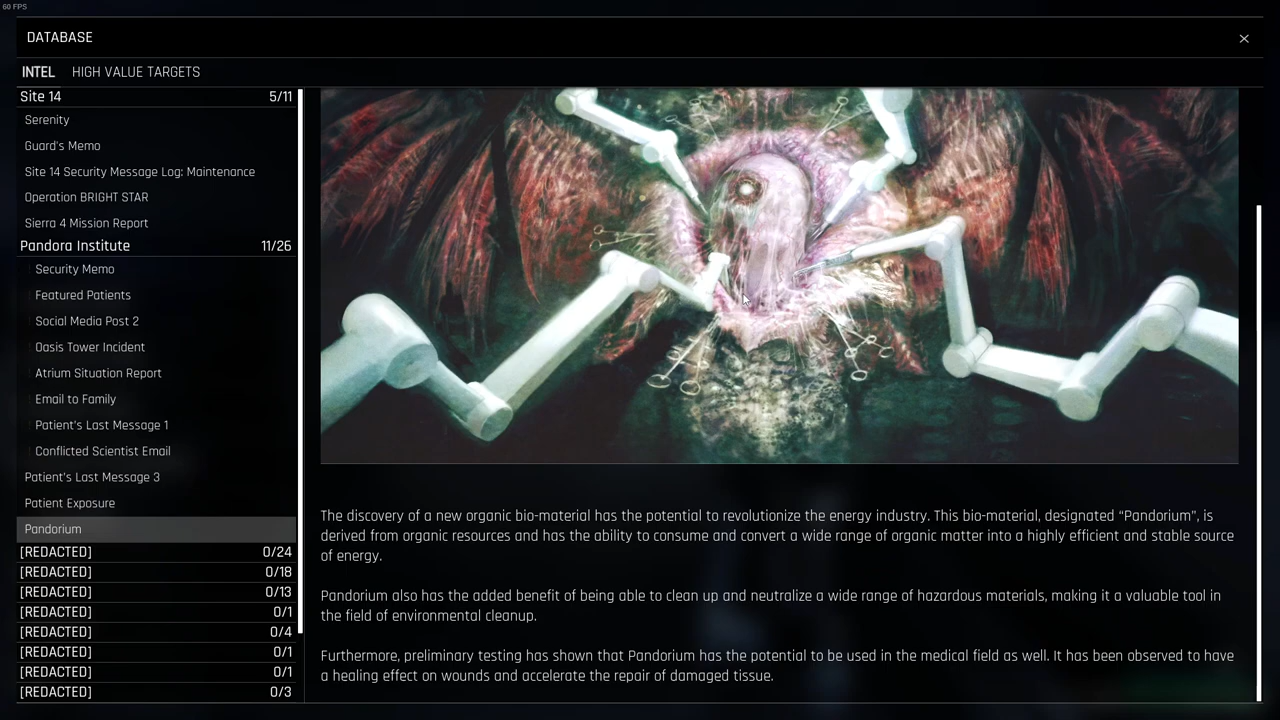 60 FPS
DATABASE
INTEL HIGH VALUE TARGETS
Site 14 5/11
Serenity
Guard's Memo
Site 14 Security Message Log: Maintenance
Operation BRIGHT STAR
Sierra 4 Mission Report
Pandora Institute 11/26
Security Memo
Featured Patients
Social Media Post 2
Oasis Tower Incident
Atrium Situation Report
Email to Family
Patient's Last Message 1
Conflicted Scientist Email
Patient's Last Message 3
Patient Exposure
Pandorium
[REDACTED] 0/24
[REDACTED] 0/18
[REDACTED] 0/13
[REDACTED] 0/1
[REDACTED] 0/4
[REDACTED] 0/1
[REDACTED] 0/1
[REDACTED] 0/3
The discovery of a new organic bio-material has the potential to revolutionize the energy industry. This bio-material, designated “Pandorium”, is
derived from organic resources and has the ability to consume and convert a wide range of organic matter into a highly efficient and stable source
of energy.
Pandorium also has the added benefit of being able to clean up and neutralize a wide range of hazardous materials, making it a valuable tool in
the field of environmental cleanup.
Furthermore, preliminary testing has shown that Pandorium has the potential to be used in the medical field as well. It has been observed to have
a healing effect on wounds and accelerate the repair of damaged tissue.